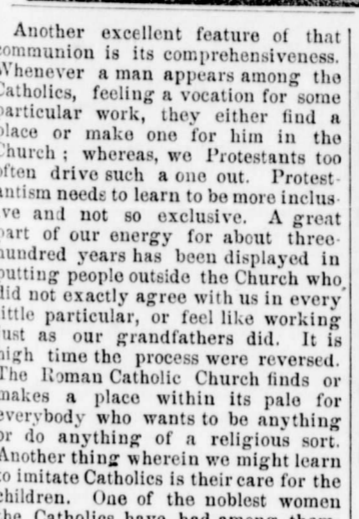 Another excellent feature of that
communion is its comprehensiveness.
Whenever a man appears among the
Catholics, feeling a vocation for some
particular work, they either find a
place or make one for him in the
Church ; whereas, we Protestants too
often drive such a one out. Protest-
antism needs to learn to be more inclus-
ive and not so exclusive. A great
part of our energy for about three-
hundred years has been displayed in
putting people outside the Church who
did not exactly agree with us in every
little particular, or feel like working
just as our grandfathers did. It is
high time the process were reversed.
The Roman Catholic Church finds or
makes a place within its pale for
everybody who wants to be anything
or do anything of a religious sort.
Another thing wherein we might learn
to imitate Catholics is their care for the
children. One of the noblest women
the Catholics have had among them